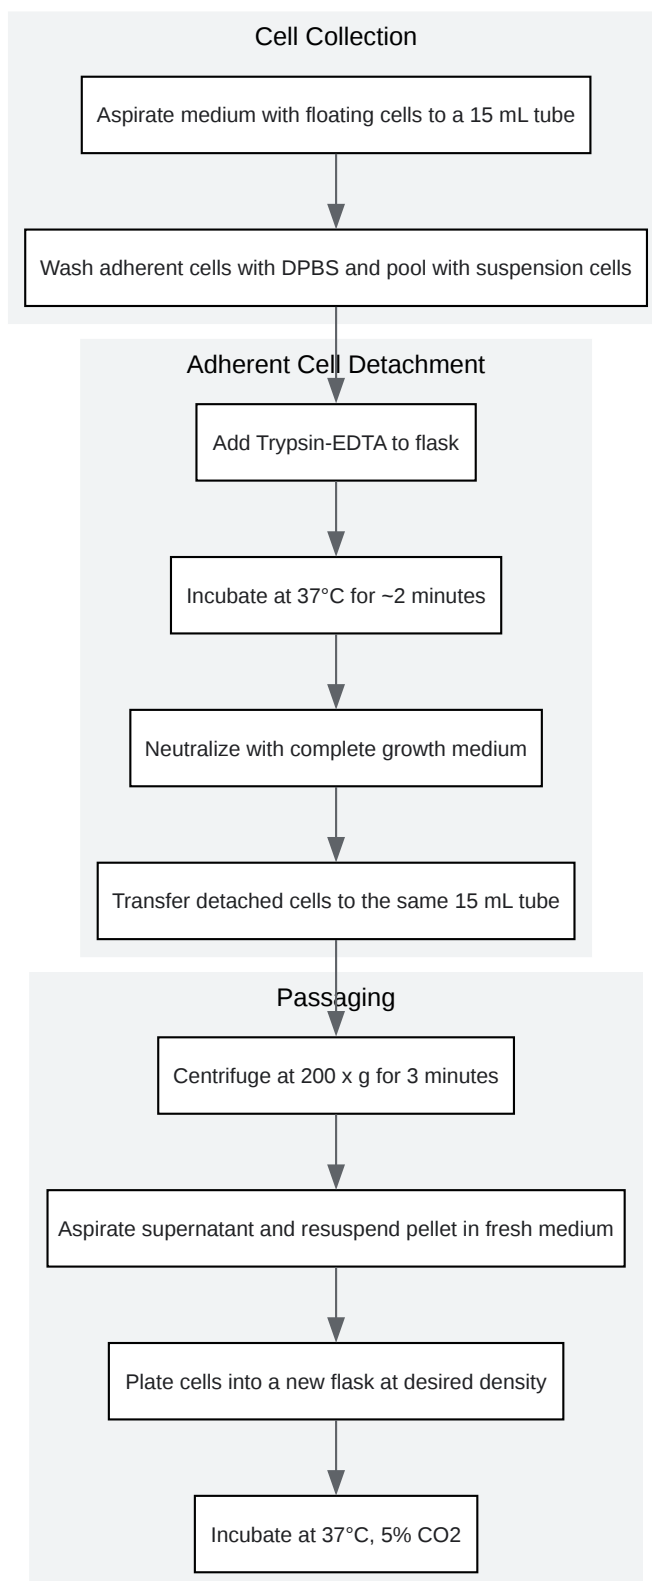 Cell Collection
Aspirate medium with floating cells to a 15 mL tube
Wash adherent cells with DPBS and pool with suspension cells
Adherent Cell Detachment
Add Trypsin-EDTA to flask
Incubate at 37°C for ~2 minutes
Neutralize with complete growth medium
Transfer detached cells to the same 15 mL tube
Passaging
Centrifuge at 200 x g for 3 minutes
Aspirate supernatant and resuspend pellet in fresh medium
Plate cells into a new flask at desired density
Incubate at 37°C, 5% CO2